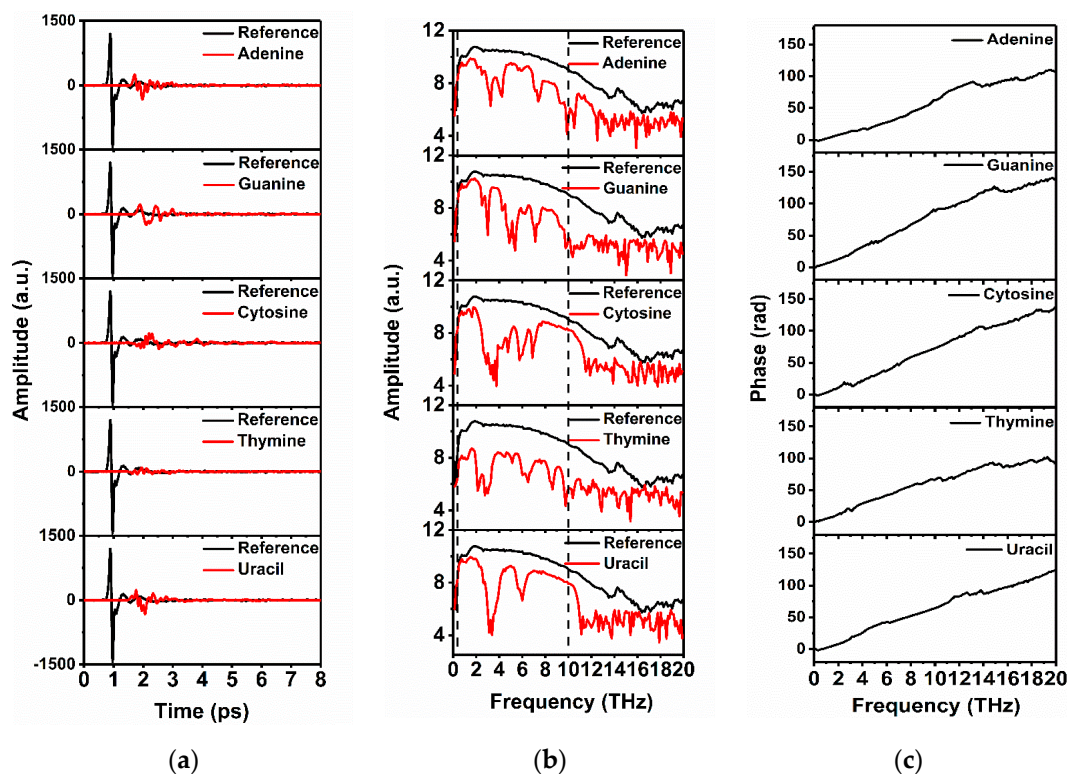 1500
Reference
Adenine
0
1500
Reference
Guanine
0
1500
Reference
Cytosine
0
1500
Reference
Thymine
0
1500
Reference
Uracil
0
-1500
0 1 2 3 4 5 6 7 8
Amplitude (a.u.)
Time (ps)
(a)
12
Reference
Adenine
8
4
12
Reference
Guanine
8
4
12
Reference
Cytosine
8
4
12
Reference
Thymine
8
4
12
Reference
Uracil
8
4
0 2 4 6 8 10 12 14 16 18 20
Amplitude (a.u.)
Frequency (THz)
(b)
150
Adenine
100
50
0
150
Guanine
100
50
0
150
Cytosine
100
50
0
150
Thymine
100
50
0
150
Uracil
100
50
0
0 2 4 6 8 10 12 14 16 18 20
Phase (rad)
Frequency (THz)
(c)